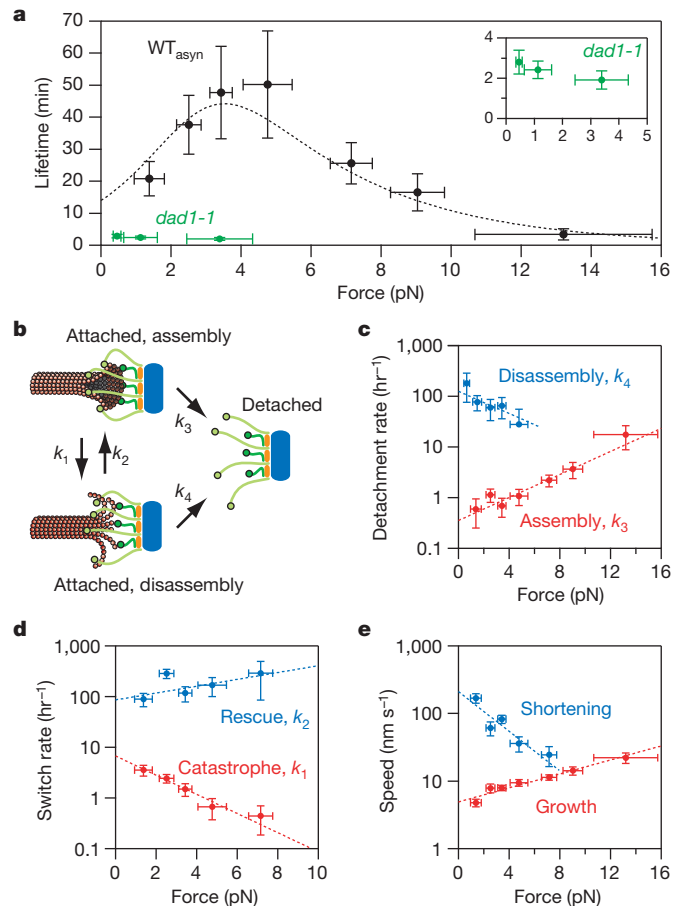 a
70
60
50
40
30
20
10
0
Lifetime (min)
WTasyn
dad1-1
0 2 4 6 8 10 12 14 16
Force (pN)
dad1-1
4
2
0
0 1 2 3 4 5
b
Attached, assembly
Detached
k3
k1
k2
k4
Attached, disassembly
c
1,000
100
10
1
0.1
Detachment rate (hr−1)
Disassembly, k4
Assembly, k3
0 4 8 12 16
Force (pN)
d
1,000
100
10
1
0.1
Switch rate (hr−1)
Rescue, k2
Catastrophe, k1
0 2 4 6 8 10
Force (pN)
e
1,000
100
10
1
Speed (nm s−1)
Shortening
Growth
0 4 8 12 16
Force (pN)